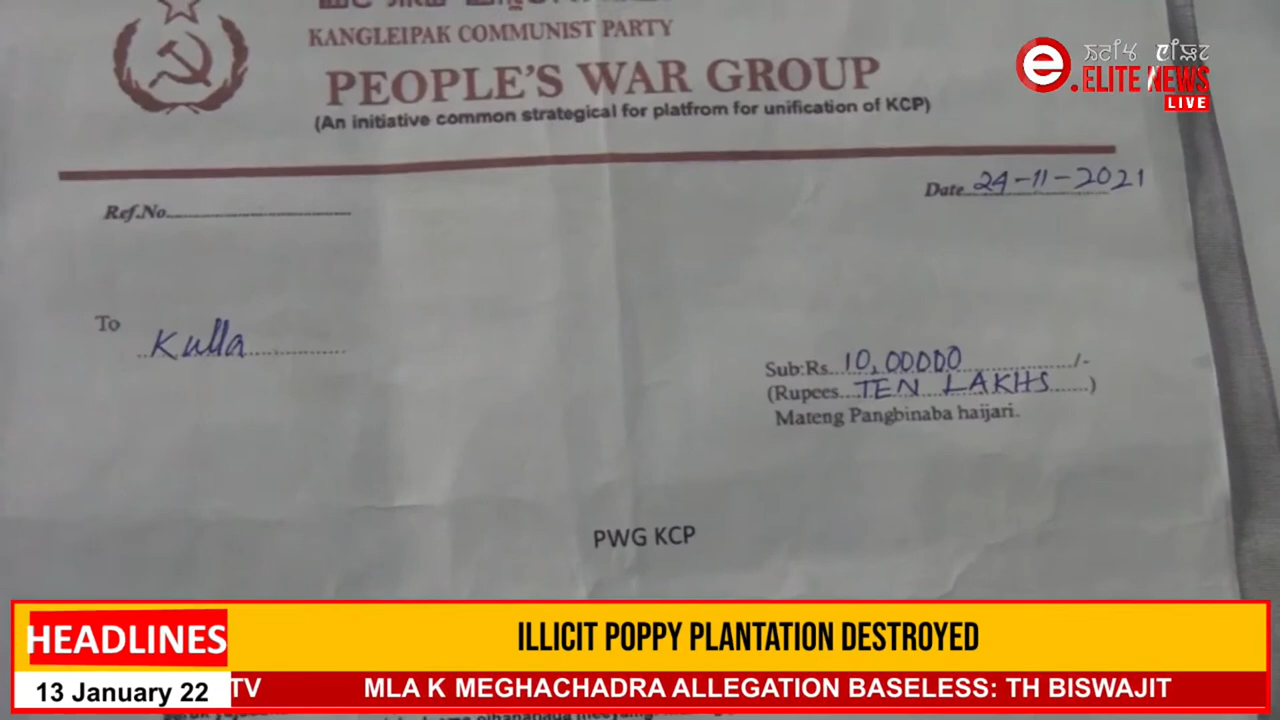 KANGLEIPAK COMMUNIST PARTY
PEOPLE'S WAR GROUP
(An initiative common strategical for platfrom for unification of KCP)
Date 24-11-2021
Ref.No.
To
Kulla
Sub:Rs. 10,00000 /-
(Rupees TEN LAKHS )
Mateng Pangbinaba haijari.
PWG KCP
e. ELITE NEWS
LIVE
HEADLINES
ILLICIT POPPY PLANTATION DESTROYED
13 January 22
TV MLA K MEGHACHADRA ALLEGATION BASELESS: TH BISWAJIT